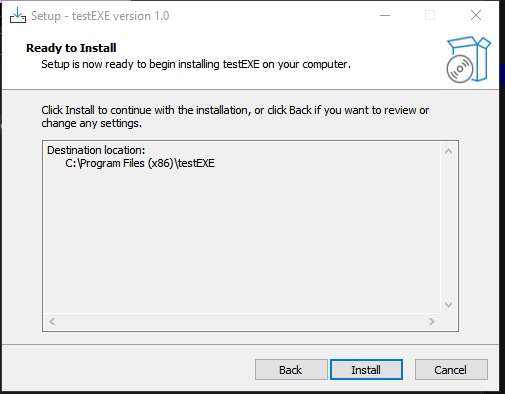 Setup - testEXE version 1.0
Ready to Install
Setup is now ready to begin installing testEXE on your computer.
Click Install to continue with the installation, or click Back if you want to review or
change any settings.
Destination location:
C:\Program Files (x86)\testEXE
Back
Install
Cancel